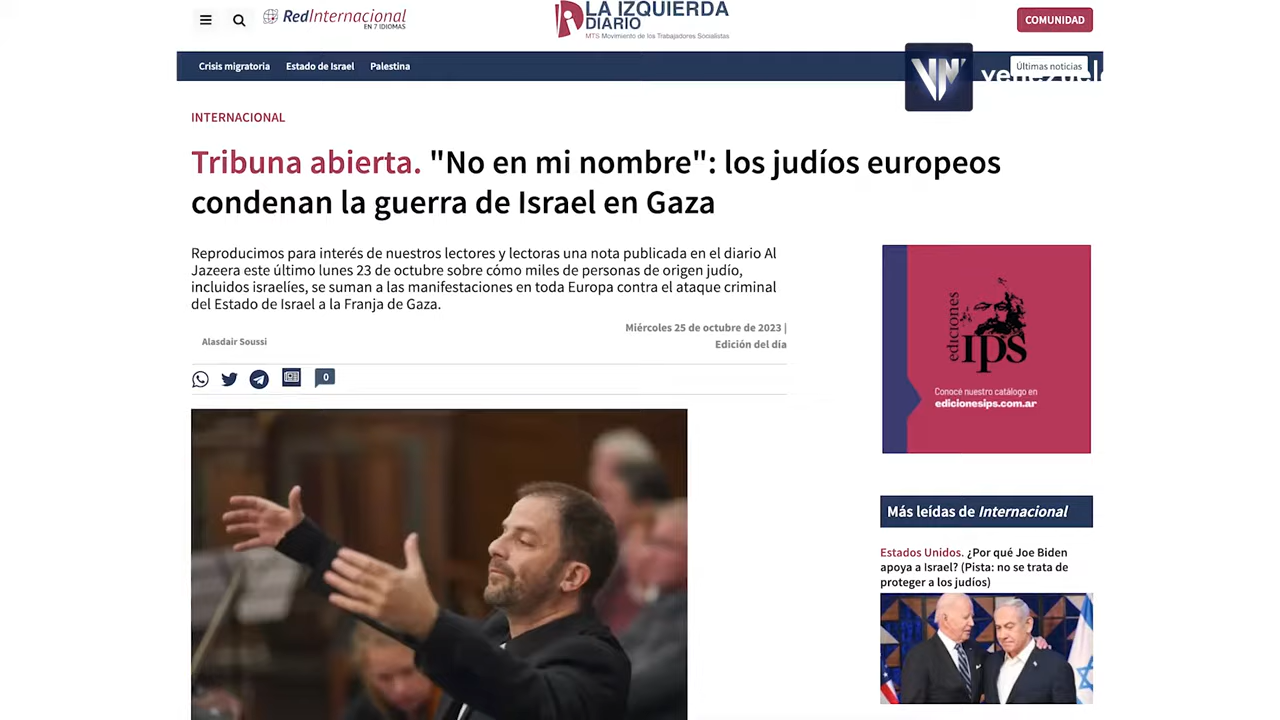 RedInternacional
EN 7 IDIOMAS
LA IZQUIERDA
DIARIO
MTS Movimiento de los Trabajadores Socialistas
COMUNIDAD
Crisis migratoria
Estado de Israel
Palestina
Últimas noticias
VN
INTERNACIONAL
Tribuna abierta. "No en mi nombre": los judíos europeos
condenan la guerra de Israel en Gaza
Reproducimos para interés de nuestros lectores y lectoras una nota publicada en el diario Al
Jazeera este último lunes 23 de octubre sobre cómo miles de personas de origen judío,
incluidos israelíes, se suman a las manifestaciones en toda Europa contra el ataque criminal
del Estado de Israel a la Franja de Gaza.
Alasdair Soussi
Miércoles 25 de octubre de 2023 |
Edición del día
0
ediciones
IPS
Conocé nuestro catálogo en
edicionesips.com.ar
Más leídas de Internacional
Estados Unidos. ¿Por qué Joe Biden
apoya a Israel? (Pista: no se trata de
proteger a los judíos)